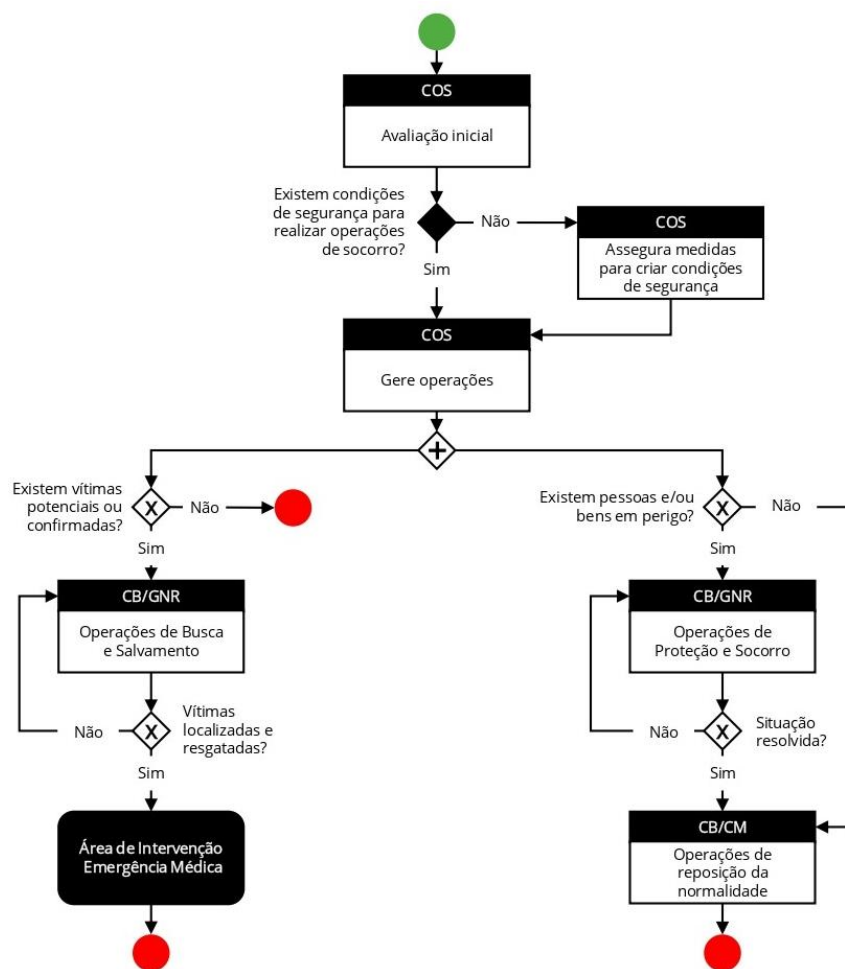 COS
Avaliação inicial
Existem condições
de segurança para
realizar operações
de socorro?
Não
COS
Assegura medidas
para criar condições
de segurança
Sim
COS
Gere operações
Existem vítimas
potenciais ou
confirmadas?
X
Não
Sim
CB/GNR
Operações de Busca
e Salvamento
Não
X
Vítimas
localizadas e
resgatadas?
Sim
Área de Intervenção
Emergência Médica
Existem pessoas e/ou
bens em perigo?
X
Não
Sim
CB/GNR
Operações de
Proteção e Socorro
Não
X
Situação
resolvida?
Sim
CB/CM
Operações de
reposição da
normalidade